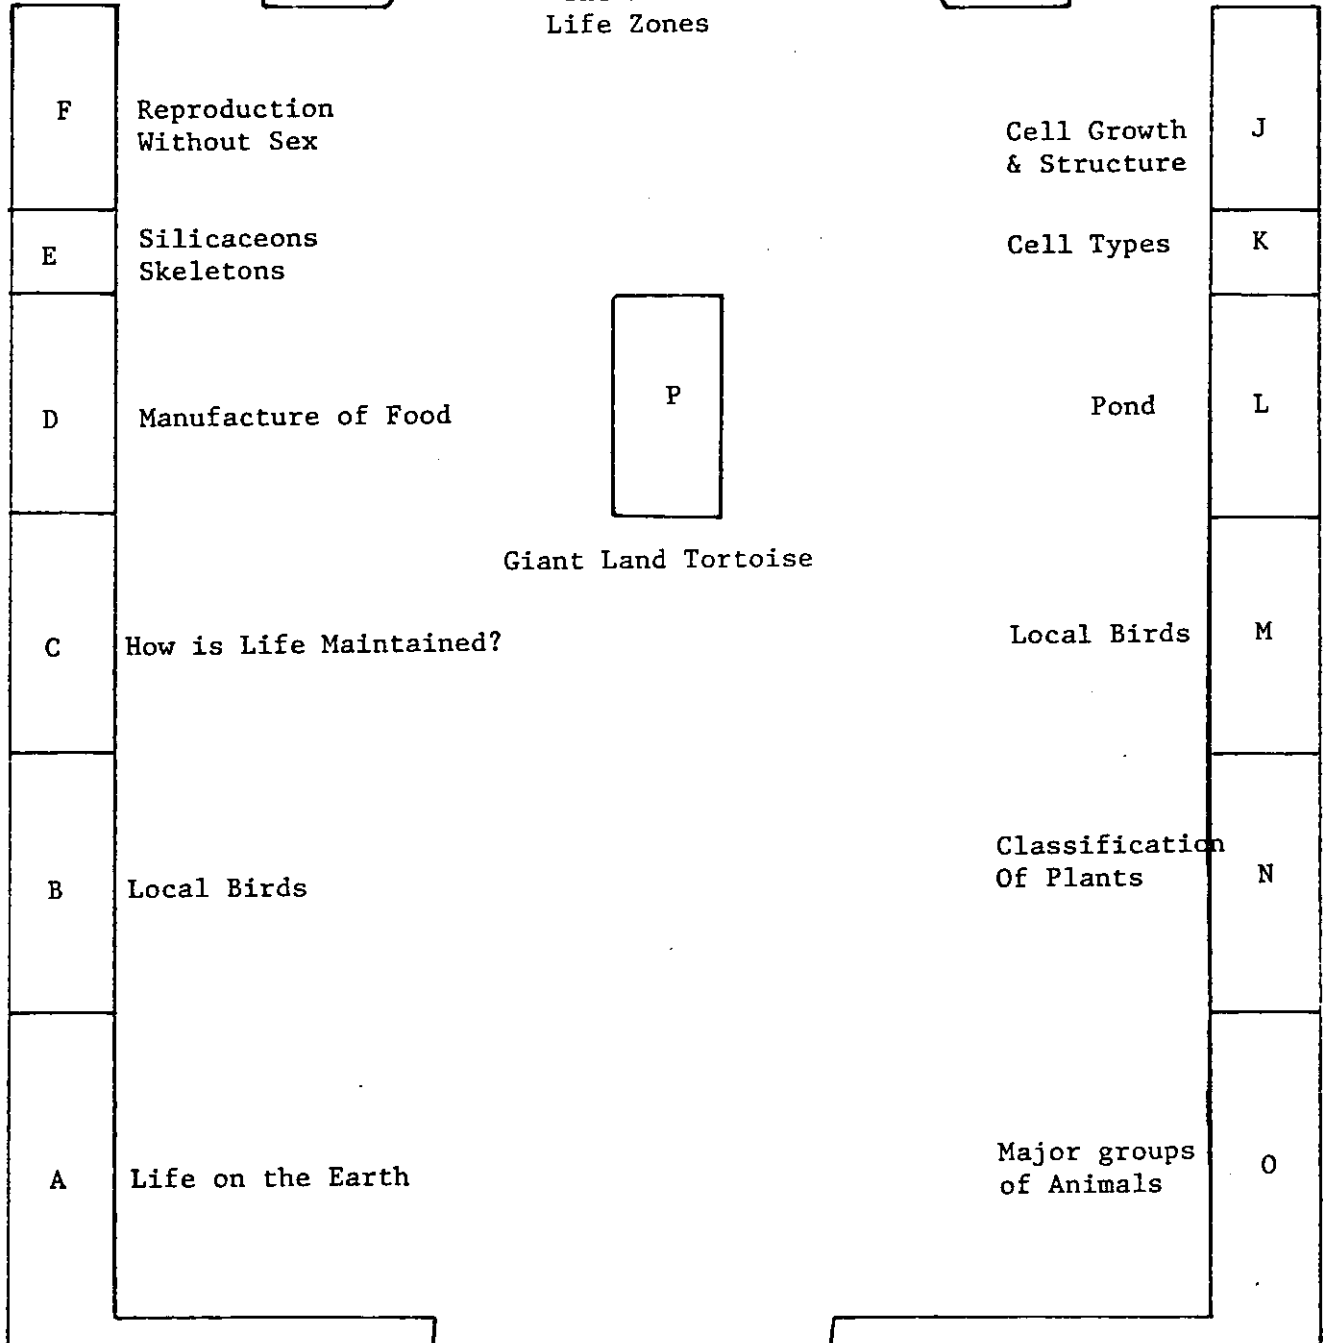 Life Zones
F
Reproduction
Without Sex
Cell Growth
& Structure
J
E
Silicaceons
Skeletons
Cell Types
K
D
Manufacture of Food
P
Pond
L
Giant Land Tortoise
C
How is Life Maintained?
Local Birds
M
B
Local Birds
Classification
Of Plants
N
A
Life on the Earth
Major groups
of Animals
O